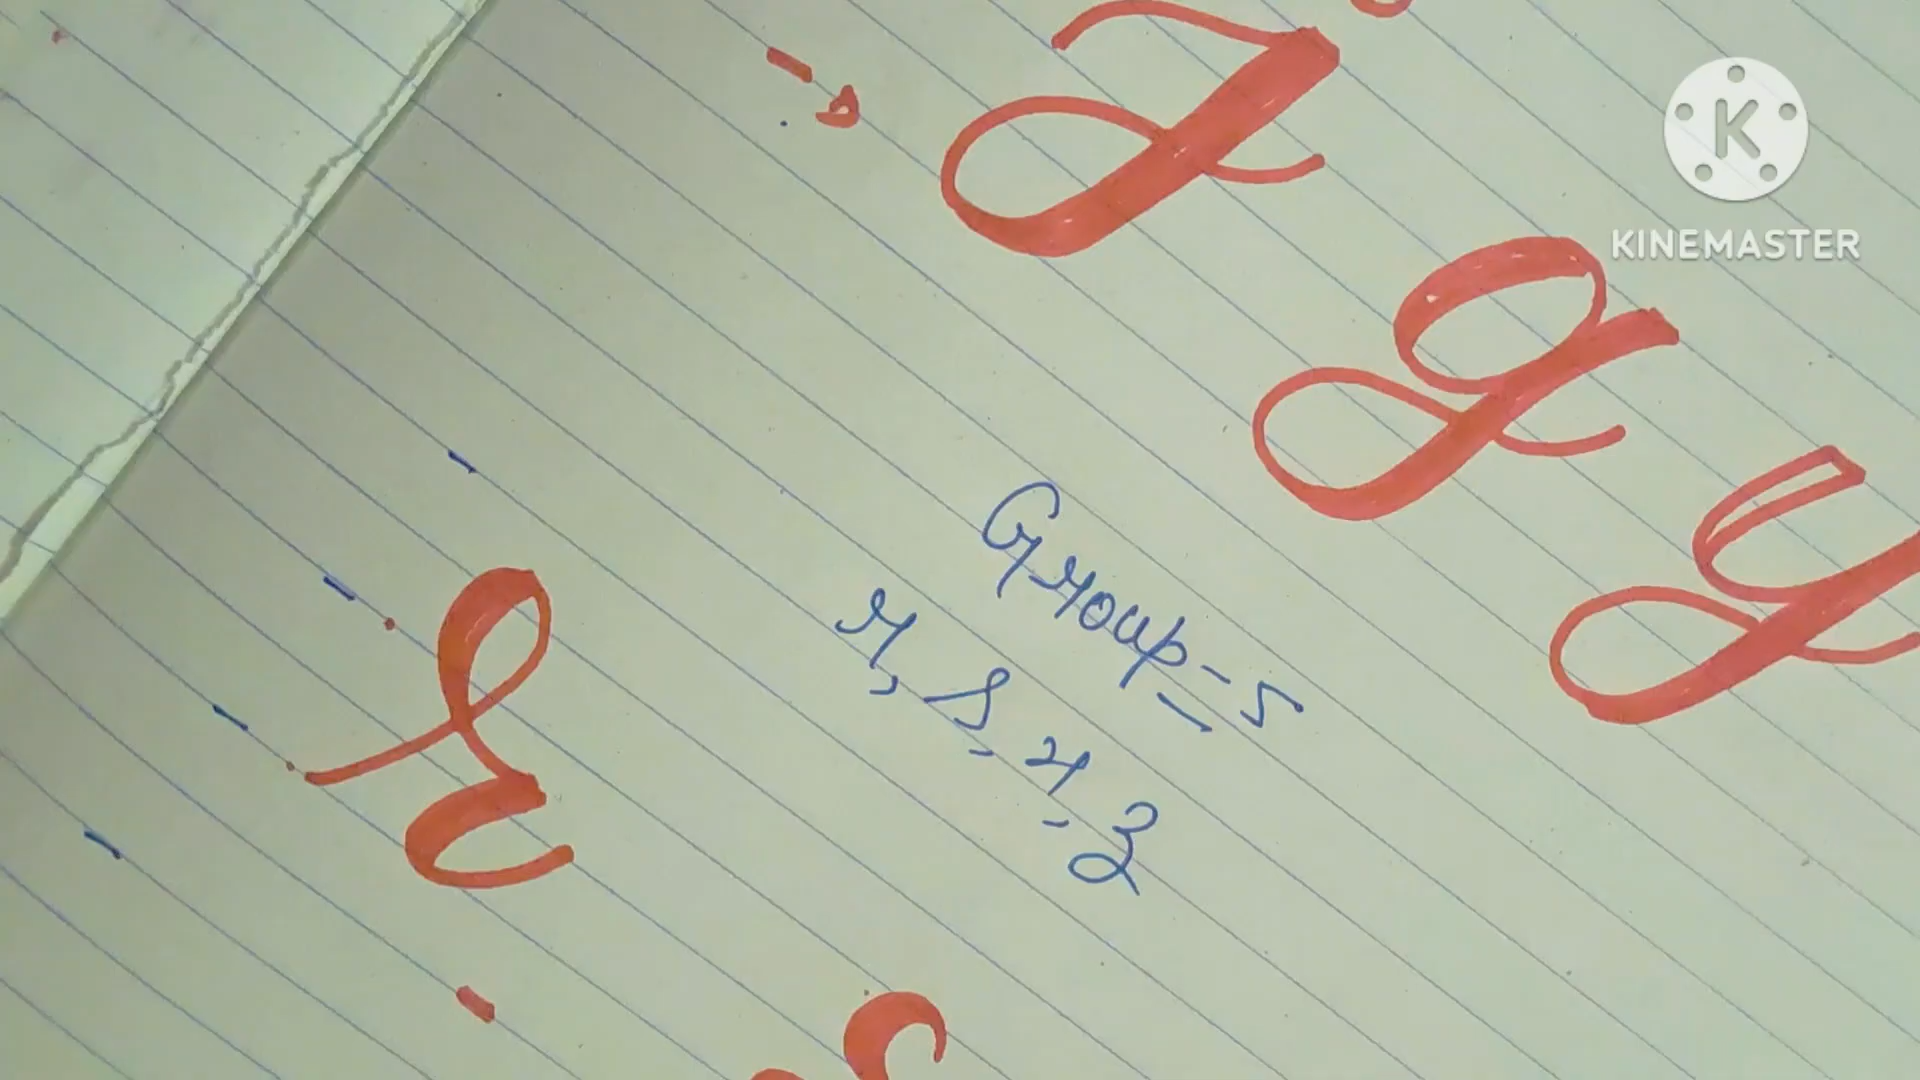 j g y
KINEMASTER
Group = 5
r, s, x, z
r